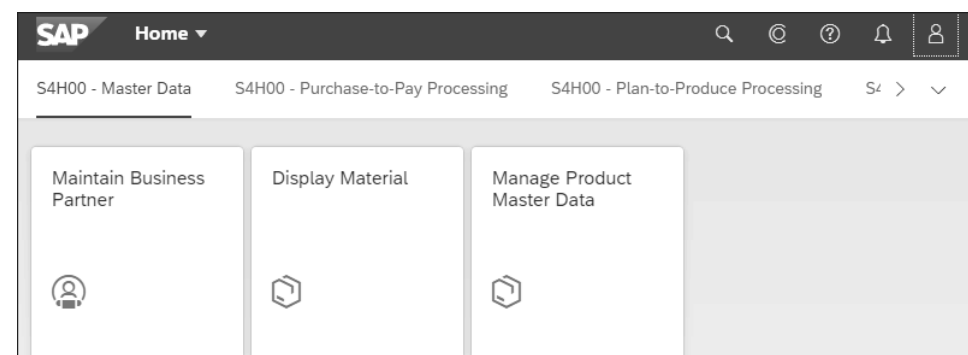 SAP Home
S4H00 - Master Data S4H00 - Purchase-to-Pay Processing S4H00 - Plan-to-Produce Processing S4
Maintain Business Display Material Manage Product
Partner Master Data